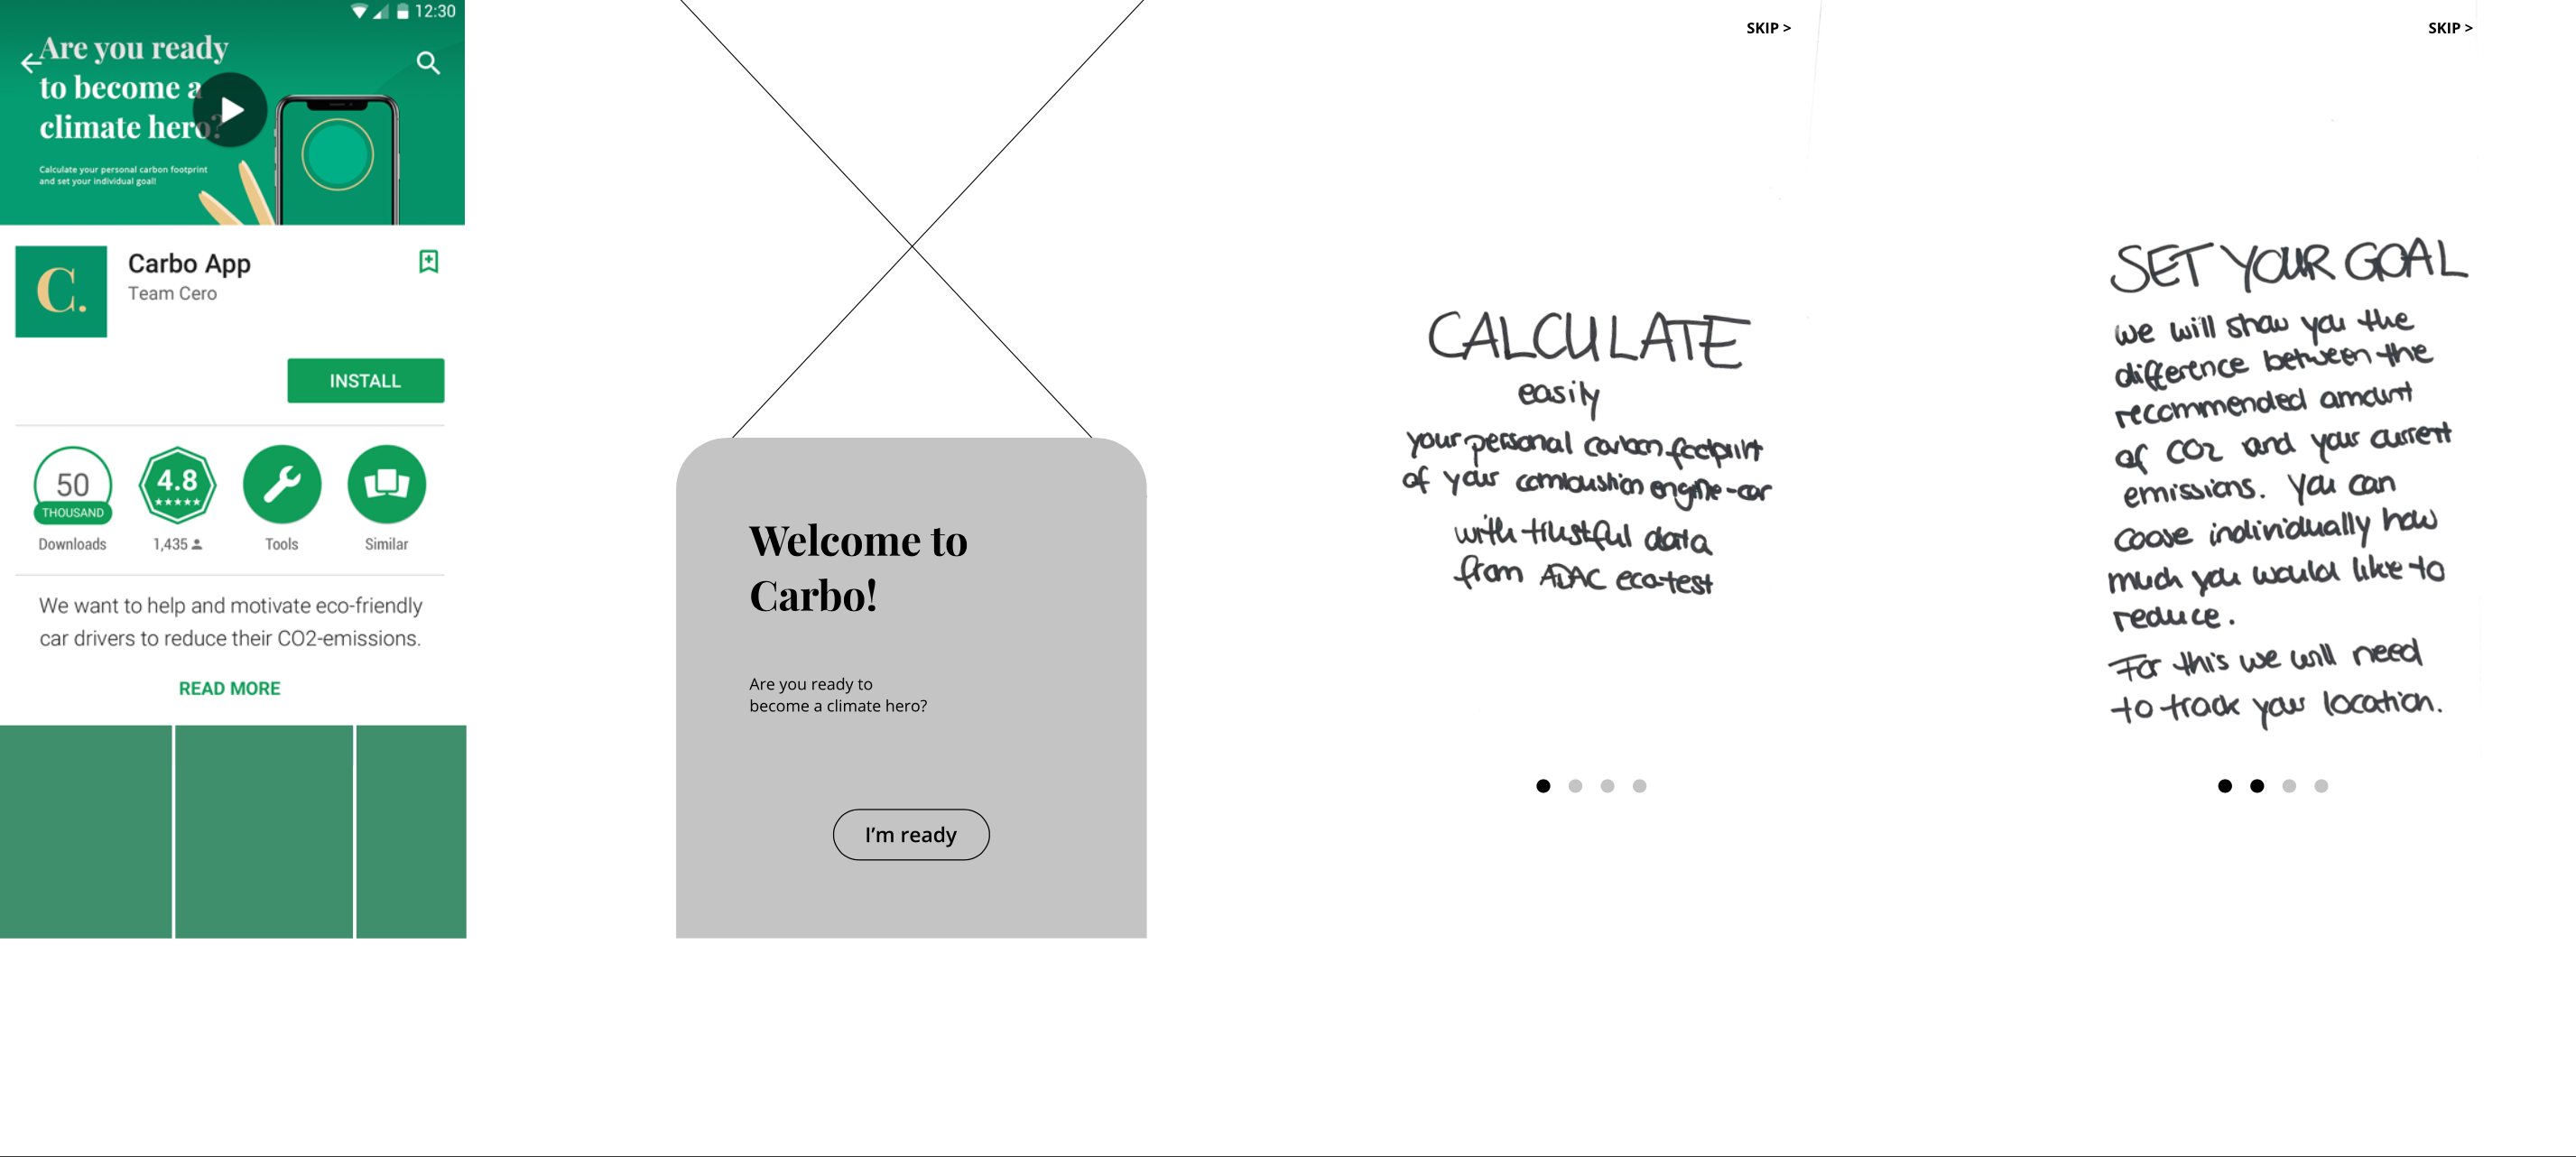 12:30
Are you ready
to become a
climate hero?
Calculate your personal carbon footprint
and set your individual goal!
C.
Carbo App
Team Cero
INSTALL
50
THOUSAND
Downloads
4.8
1,435
Tools
Similar
We want to help and motivate eco-friendly
car drivers to reduce their CO2-emissions.
READ MORE
Welcome to
Carbo!
Are you ready to
become a climate hero?
I'm ready
SKIP >
CALCULATE
easily
your personal carbon footprint
of your combustion engine-car
with trustful data
from ADAC ecotest
SKIP >
SET YOUR GOAL
we will show you the
difference between the
recommended amount
of CO2 and your current
emissions. You can
coose individually how
much you would like to
reduce.
For this we will need
to track your location.